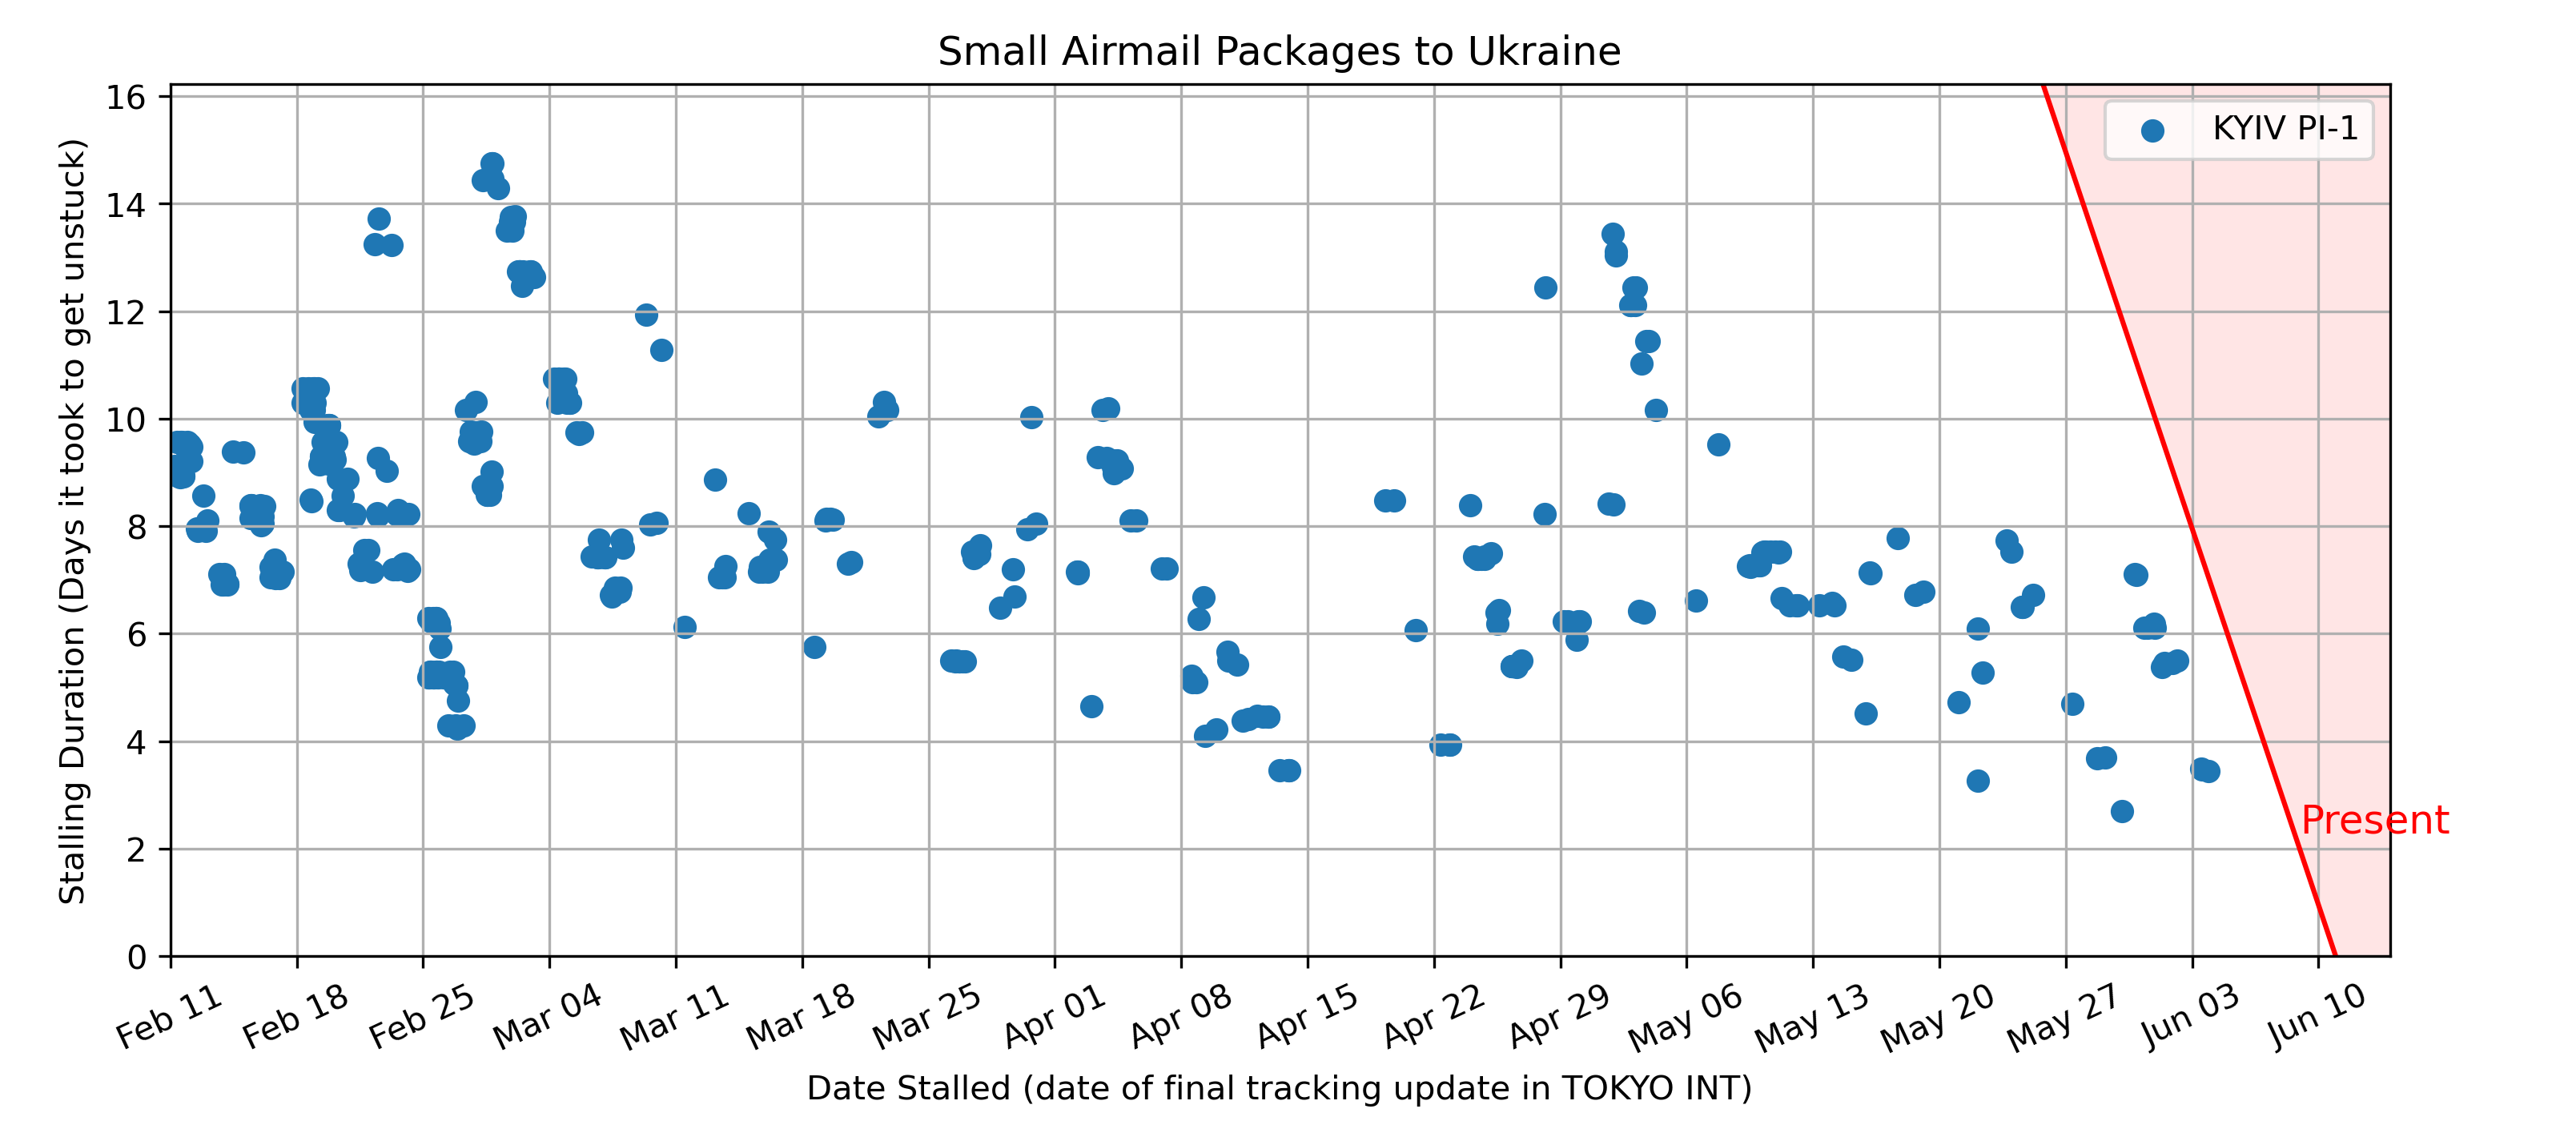 Small Airmail Packages to Ukraine
KYIV PI-1
Stalling Duration (Days it took to get unstuck)
16
14
12
10
8
6
4
2
0
Present
Feb 11
Feb 18
Feb 25
Mar 04
Mar 11
Mar 18
Mar 25
Apr 01
Apr 08
Apr 15
Apr 22
Apr 29
May 06
May 13
May 20
May 27
Jun 03
Jun 10
Date Stalled (date of final tracking update in TOKYO INT)